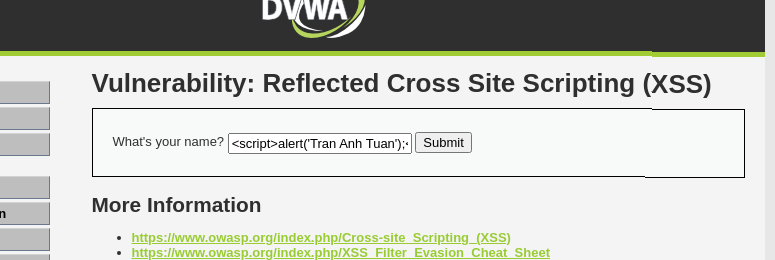 DVWA
Vulnerability: Reflected Cross Site Scripting (XSS)
What's your name? <script>alert('Tran Anh Tuan');< Submit
More Information
n
https://www.owasp.org/index.php/Cross-site_Scripting_(XSS)
https://www.owasp.org/index.php/XSS_Filter_Evasion_Cheat_Sheet